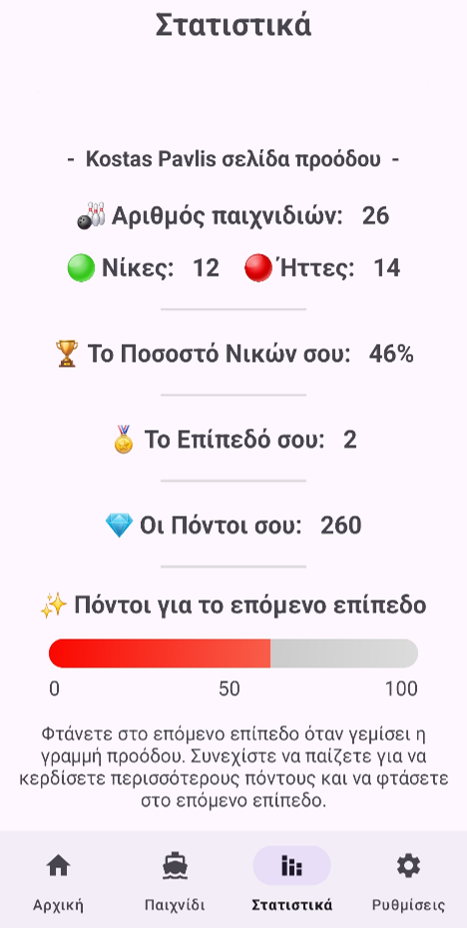 Στατιστικά
- Kostas Pavlis σελίδα προόδου -
Αριθμός παιχνιδιών: 26
Νίκες: 12 Ήττες: 14
Το Ποσοστό Νικών σου: 46%
Το Επίπεδό σου: 2
Οι Πόντοι σου: 260
Πόντοι για το επόμενο επίπεδο
0 50 100
Φτάνετε στο επόμενο επίπεδο όταν γεμίσει η
γραμμή προόδου. Συνεχίστε να παίζετε για να
κερδίσετε περισσότερους πόντους και να φτάσετε
στο επόμενο επίπεδο.
Αρχική Παιχνίδι Στατιστικά Ρυθμίσεις